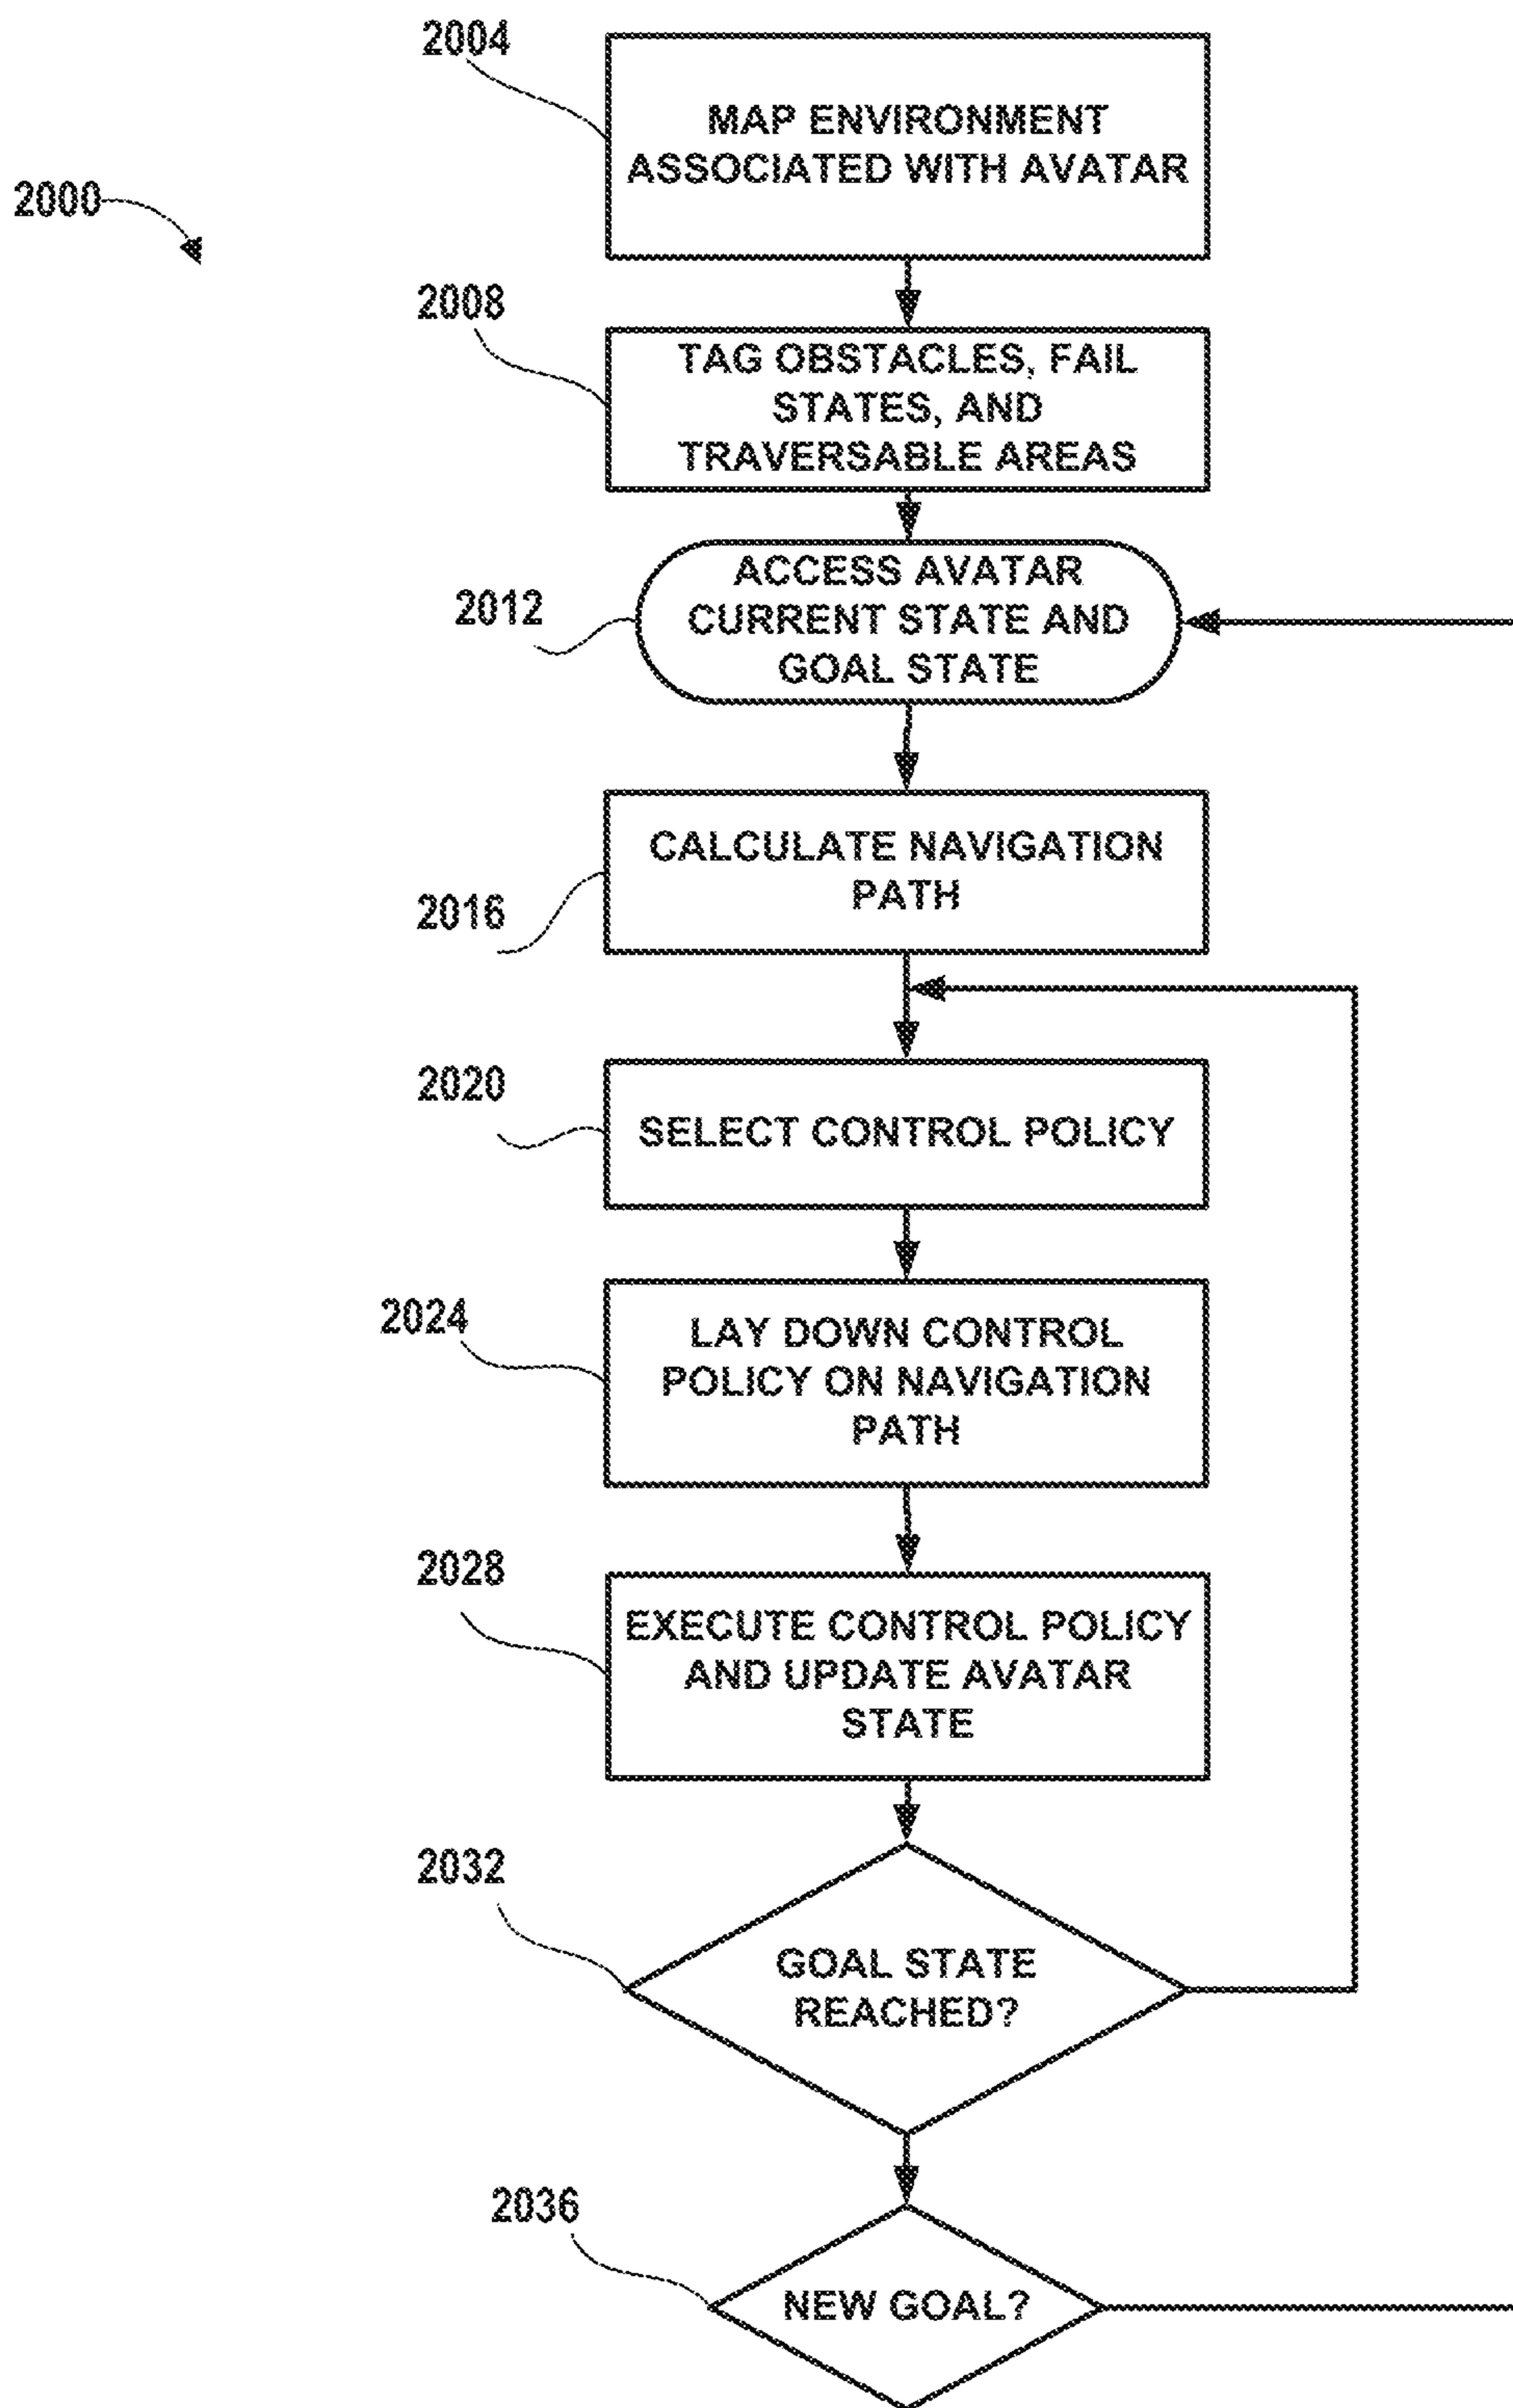 2004
MAP ENVIRONMENT
ASSOCIATED WITH AVATAR
2000
2008
TAG OBSTACLES, FAIL
STATES, AND
TRAVERSABLE AREAS
2012
ACCESS AVATAR
CURRENT STATE AND
GOAL STATE
2016
CALCULATE NAVIGATION
PATH
2020
SELECT CONTROL POLICY
2024
LAY DOWN CONTROL
POLICY ON NAVIGATION
PATH
2028
EXECUTE CONTROL POLICY
AND UPDATE AVATAR
STATE
2032
GOAL STATE
REACHED?
2036
NEW GOAL?